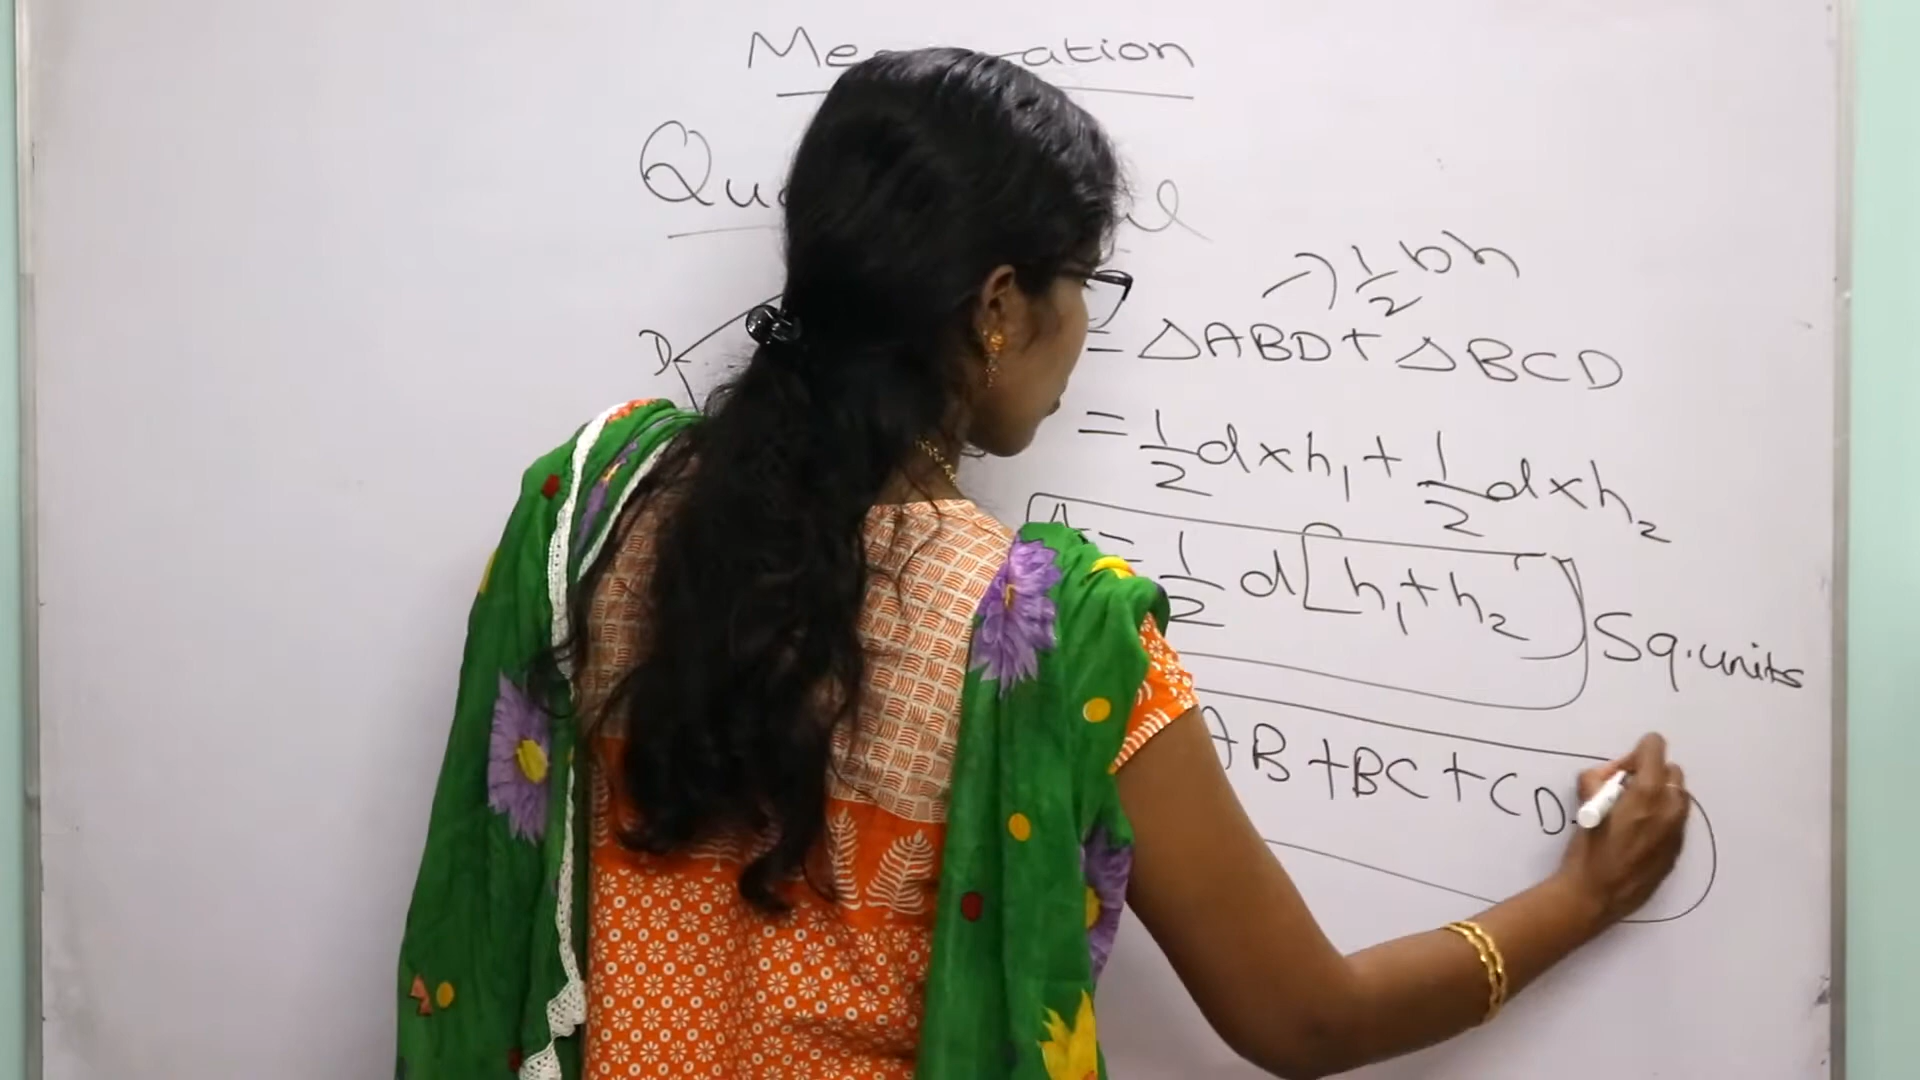 D
→ 1/2 bh
= △ABD + △BCD
= 1/2 d x h₁ + 1/2 d x h₂
= 1/2 d [h₁ + h₂] Sq. units
AB + BC + CD